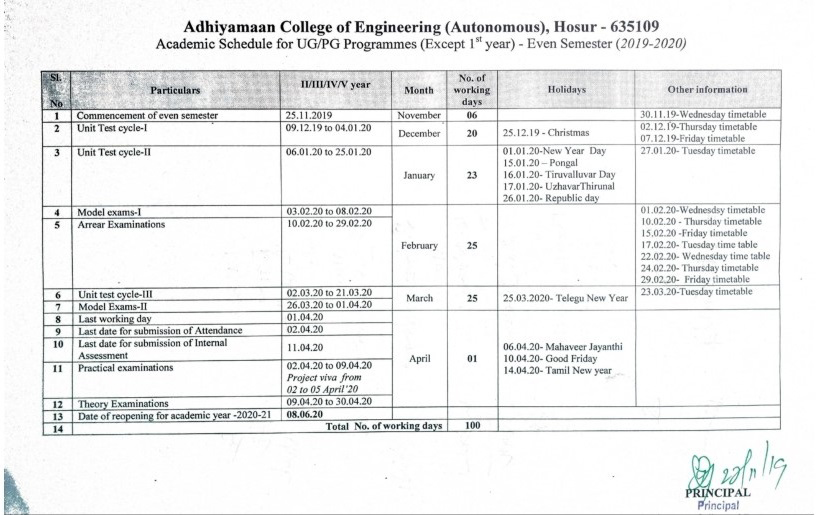 Adhiyamaan College of Engineering (Autonomous), Hosur - 635109
Academic Schedule for UG/PG Programmes (Except 1st year) - Even Semester (2019-2020)
Sl. No Particulars II/III/IV/V year Month No. of working days Holidays Other information
1 Commencement of even semester 25.11.2019 November 06 30.11.19-Wednesday timetable
2 Unit Test cycle-I 09.12.19 to 04.01.20 December 20 25.12.19 - Christmas 02.12.19-Thursday timetable
07.12.19-Friday timetable
3 Unit Test cycle-II 06.01.20 to 25.01.20 January 23 01.01.20-New Year Day 27.01.20- Tuesday timetable
15.01.20 – Pongal
16.01.20- Tiruvalluvar Day
17.01.20- UzhavarThirunal
26.01.20- Republic day
4 Model exams-I 03.02.20 to 08.02.20 February 25 01.02.20-Wednesdsy timetable
5 Arrear Examinations 10.02.20 to 29.02.20 10.02.20 - Thursday timetable
15.02.20 -Friday timetable
17.02.20- Tuesday time table
22.02.20- Wednesday time table
24.02.20- Thursday timetable
29.02.20- Friday timetable
6 Unit test cycle-III 02.03.20 to 21.03.20 March 25 25.03.2020- Telegu New Year 23.03.20-Tuesday timetable
7 Model Exams-II 26.03.20 to 01.04.20
8 Last working day 01.04.20 April 01 06.04.20- Mahaveer Jayanthi
9 Last date for submission of Attendance 02.04.20 10.04.20- Good Friday
10 Last date for submission of Internal Assessment 11.04.20 14.04.20- Tamil New year
11 Practical examinations 02.04.20 to 09.04.20
Project viva from
02 to 05 April'20
12 Theory Examinations 09.04.20 to 30.04.20
13 Date of reopening for academic year -2020-21 08.06.20
14 Total No. of working days 100
20/11/19
PRINCIPAL
Principal